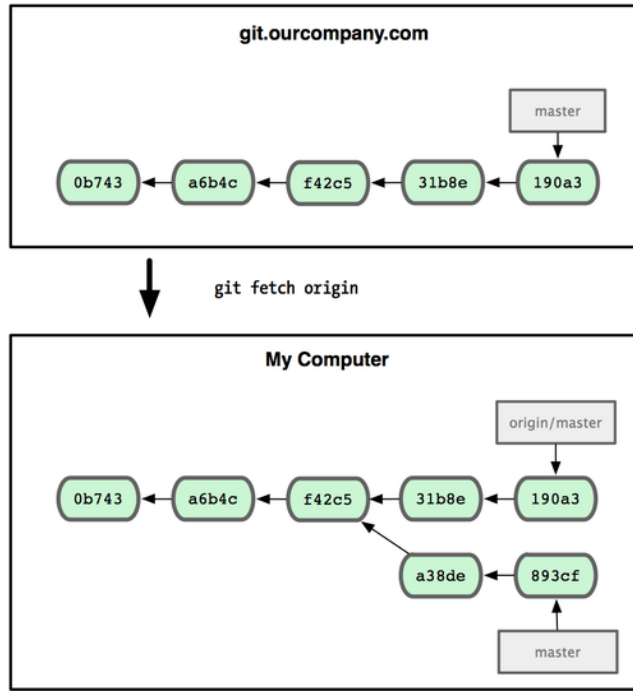 git.ourcompany.com
master
0b743 a6b4c f42c5 31b8e 190a3
git fetch origin
My Computer
origin/master
0b743 a6b4c f42c5 31b8e 190a3
a38de 893cf
master